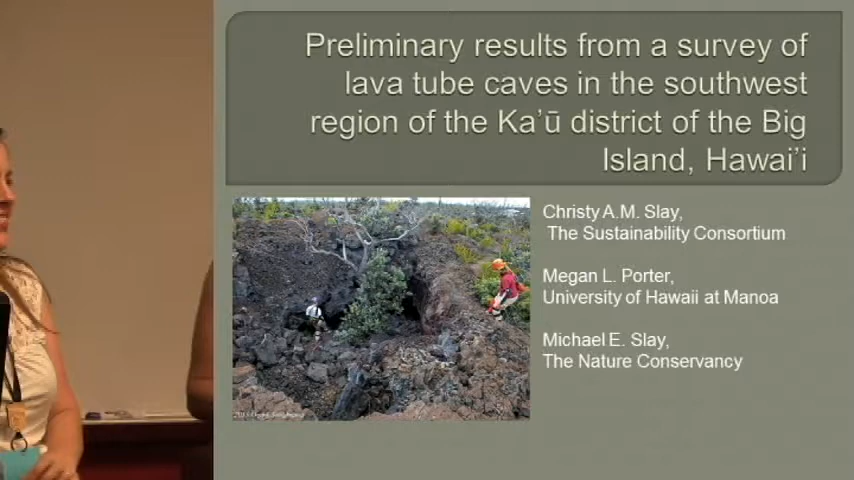 Preliminary results from a survey of
lava tube caves in the southwest
region of the Ka'ū district of the Big
Island, Hawai'i
Christy A.M. Slay,
The Sustainability Consortium
Megan L. Porter,
University of Hawaii at Manoa
Michael E. Slay,
The Nature Conservancy